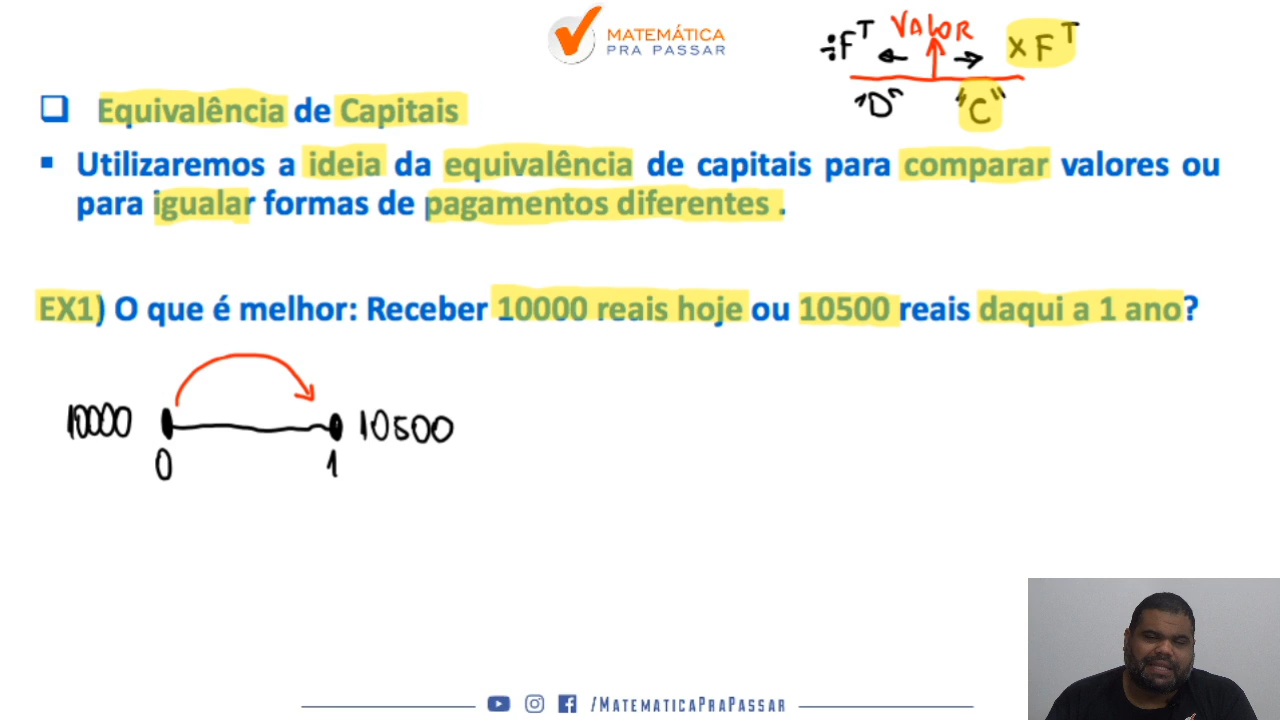 MATEMÁTICA
PRA PASSAR
÷F^T VALOR xF^T
"D" "C"
Equivalência de Capitais
Utilizaremos a ideia da equivalência de capitais para comparar valores ou
para igualar formas de pagamentos diferentes .
EX1) O que é melhor: Receber 10000 reais hoje ou 10500 reais daqui a 1 ano?
10000 10500
0 1
/MatematicaPraPassar